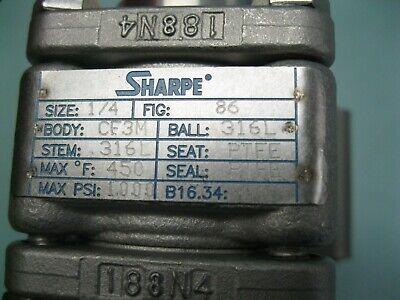 188N4
SHARPE®
SIZE: 1/4 FIG: 86
BODY: CF3M BALL: 316L
STEM: 316L SEAT: PTFE
MAX °F: 450 SEAL: PTFE
MAX PSI: 1000 B16.34:
188N4